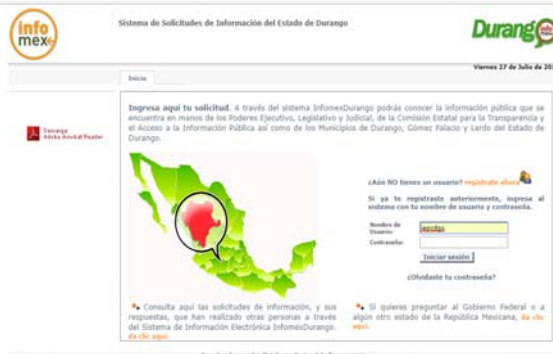 info
mex
Sistema de Solicitudes de Información del Estado de Durango
Durango
Viernes 27 de Julio de 20
Inicio
Descarga
Adobe Acrobat Reader
Ingresa aquí tu solicitud. A través del sistema InfomexDurango podrás conocer la información pública que se
encuentra en manos de los Poderes Ejecutivo, Legislativo y Judicial, de la Comisión Estatal para la Transparencia y
el Acceso a la Información Pública así como de los Municipios de Durango, Gómez Palacio y Lerdo del Estado de
Durango.
¿Aún NO tienes un usuario? regístrate ahora
Si ya te registraste anteriormente, ingresa al
sistema con tu nombre de usuario y contraseña.
Nombre de
Usuario:
Contraseña:
Iniciar sesión
¿Olvidaste tu contraseña?
Consulta aquí las solicitudes de información, y sus
respuestas, que han realizado otras personas a través
del Sistema de Información Electrónica InfomexDurango.
da clic aquí.
Si quieres preguntar al Gobierno Federal o a
algún otro estado de la República Mexicana, da clic
aquí.